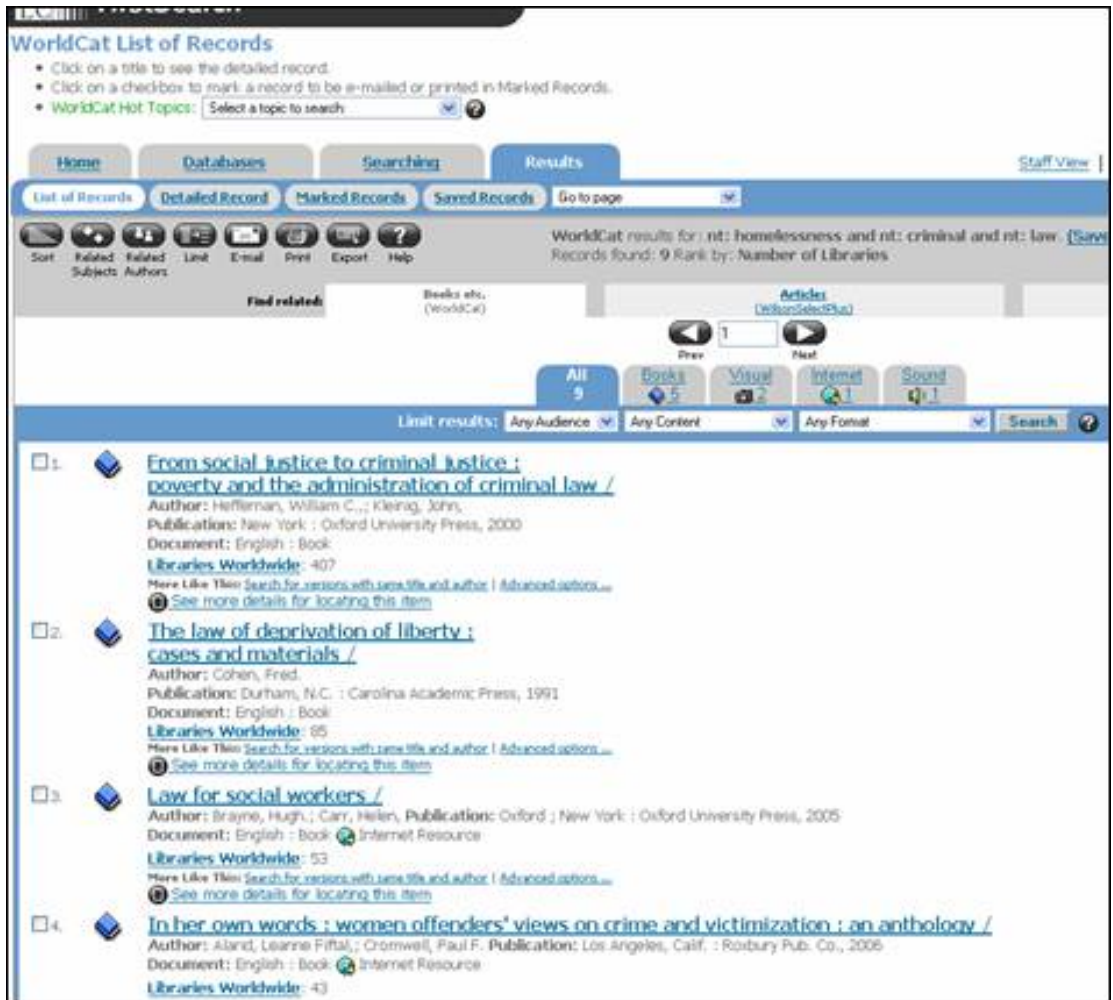 FirstSearch
WorldCat List of Records
• Click on a title to see the detailed record.
• Click on a checkbox to mark a record to be e-mailed or printed in Marked Records.
• WorldCat Hot Topics: Select a topic to search
Home Databases Searching Results Staff View |
List of Records Detailed Record Marked Records Saved Records Go to page
WorldCat results for: nt: homelessness and nt: criminal and nt: law. (Save
Records found: 9 Rank by: Number of Libraries
Sort Related Subjects Related Authors Limit E-mail Print Export Help
Find related: Books etc. (WorldCat) Articles (WilsonSelectPlus)
1
Prev Next
All 9 Books 5 Visual 2 Internet 1 Sound 1
Limit results: Any Audience Any Content Any Format Search
1. From social justice to criminal justice :
poverty and the administration of criminal law /
Author: Heffernan, William C.,; Kleinig, John,
Publication: New York : Oxford University Press, 2000
Document: English : Book
Libraries Worldwide: 407
More Like This: Search for versions with same title and author | Advanced options ...
See more details for locating this item
2. The law of deprivation of liberty :
cases and materials /
Author: Cohen, Fred.
Publication: Durham, N.C. : Carolina Academic Press, 1991
Document: English : Book
Libraries Worldwide: 85
More Like This: Search for versions with same title and author | Advanced options ...
See more details for locating this item
3. Law for social workers /
Author: Brayne, Hugh.; Carr, Helen, Publication: Oxford ; New York : Oxford University Press, 2005
Document: English : Book Internet Resource
Libraries Worldwide: 53
More Like This: Search for versions with same title and author | Advanced options ...
See more details for locating this item
4. In her own words : women offenders' views on crime and victimization : an anthology /
Author: Alarid, Leanne Fiftal,; Cromwell, Paul F. Publication: Los Angeles, Calif. : Roxbury Pub. Co., 2006
Document: English : Book Internet Resource
Libraries Worldwide: 43